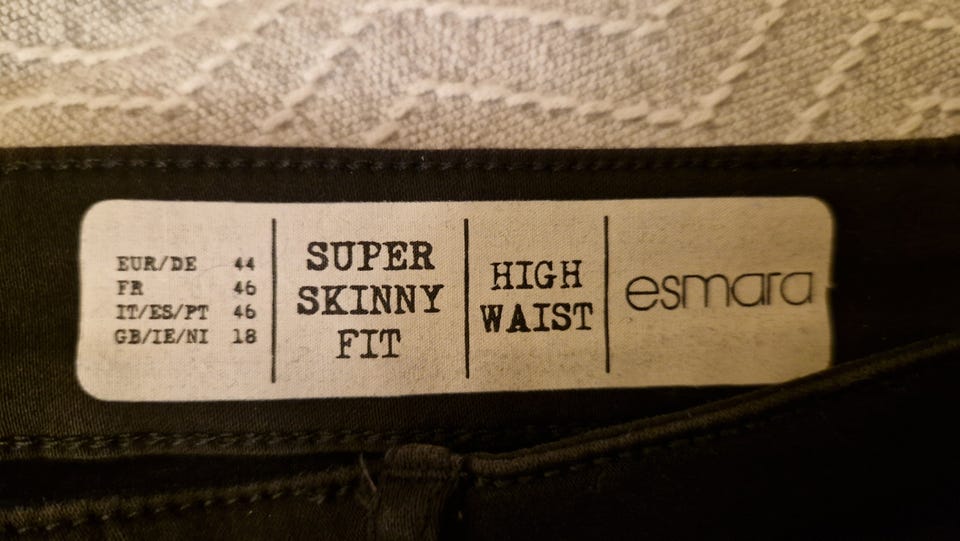 EUR/DE 44
FR 46
IT/ES/PT 46
GB/IE/NI 18
SUPER
SKINNY
FIT
HIGH
WAIST
esmara